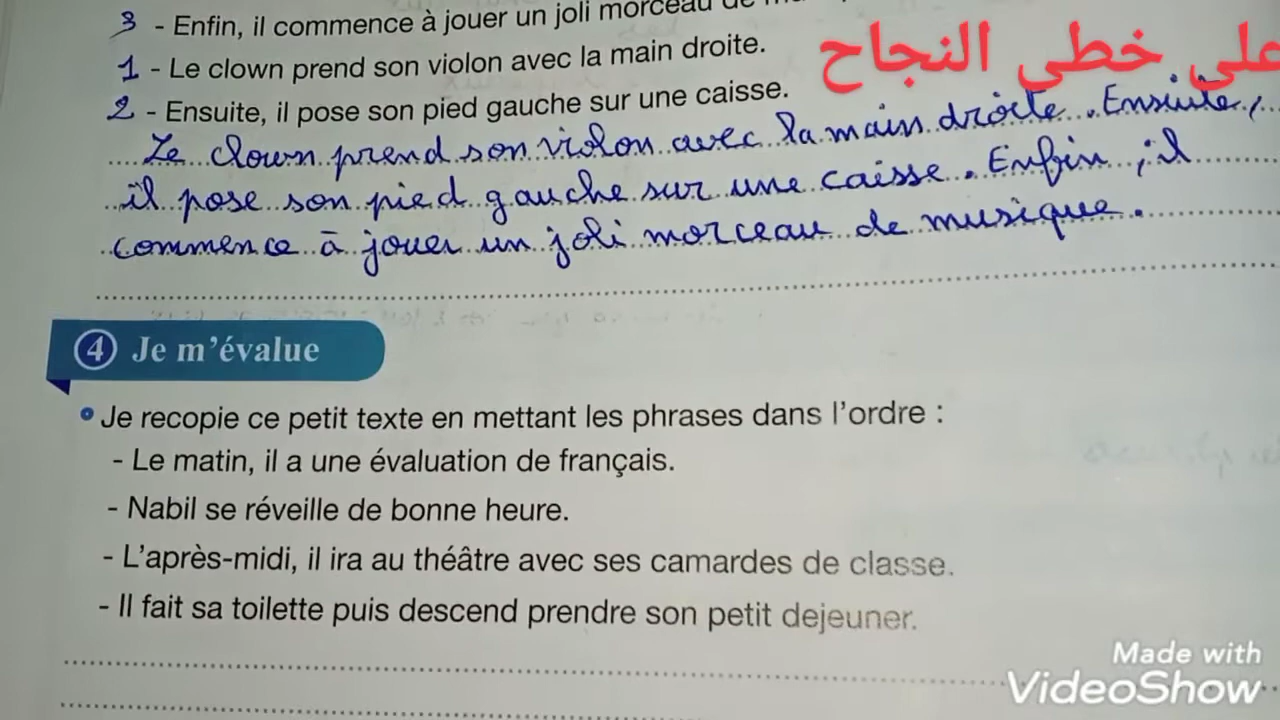 3 - Enfin, il commence à jouer un joli morceau de
على خطى النجاح
1 - Le clown prend son violon avec la main droite.
2 - Ensuite, il pose son pied gauche sur une caisse.
Le clown prend son violon avec la main droite. Ensuite,
il pose son pied gauche sur une caisse. Enfin, il
commence à jouer un joli morceau de musique.
4 Je m'évalue
• Je recopie ce petit texte en mettant les phrases dans l'ordre :
- Le matin, il a une évaluation de français.
- Nabil se réveille de bonne heure.
- L'après-midi, il ira au théâtre avec ses camardes de classe.
- Il fait sa toilette puis descend prendre son petit dejeuner.
Made with
VideoShow